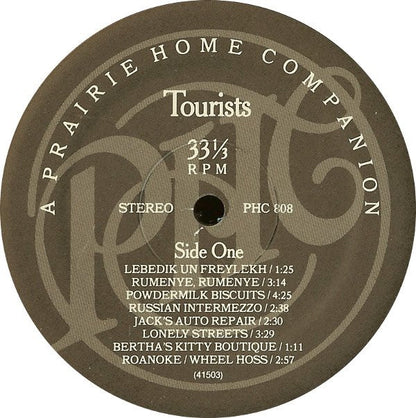 A PRAIRIE HOME COMPANION
PHC
Tourists
33⅓
RPM
STEREO PHC 808
Side One
LEBEDIK UN FREYLEKH / 1:25
RUMENYE, RUMENYE / 3:14
POWDERMILK BISCUITS / 4:25
RUSSIAN INTERMEZZO / 2:38
JACK'S AUTO REPAIR / 2:30
LONELY STREETS / 3:29
BERTHA'S KITTY BOUTIQUE / 1:11
ROANOKE / WHEEL HOSS / 2:57
(41503)